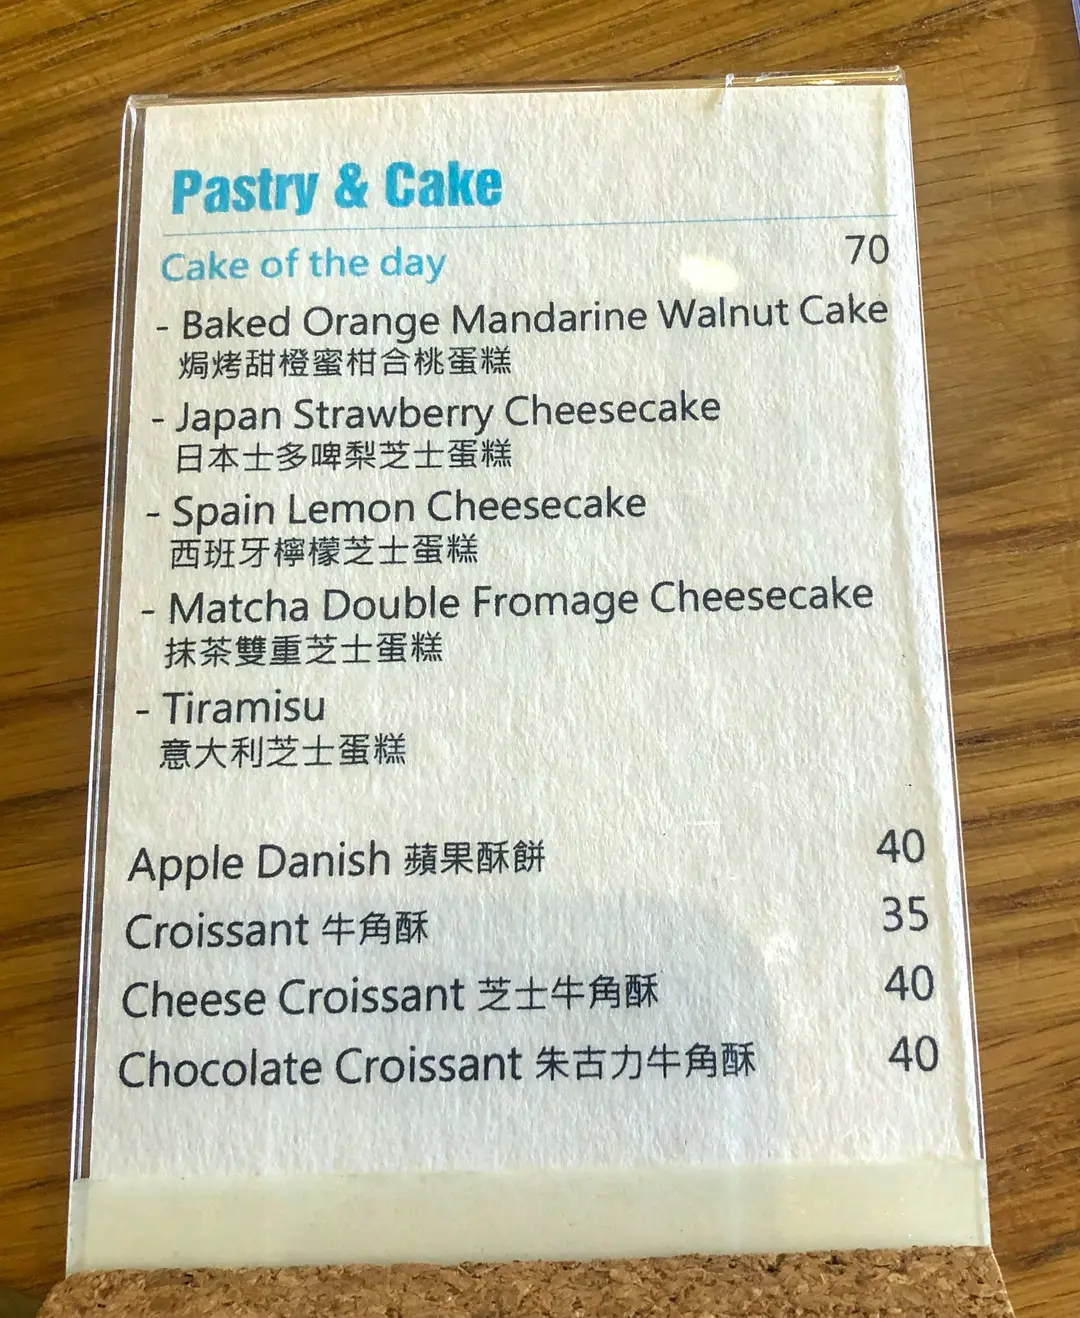 Pastry & Cake
Cake of the day 70
- Baked Orange Mandarine Walnut Cake
焗烤甜橙蜜柑合桃蛋糕
- Japan Strawberry Cheesecake
日本士多啤梨芝士蛋糕
- Spain Lemon Cheesecake
西班牙檸檬芝士蛋糕
- Matcha Double Fromage Cheesecake
抹茶雙重芝士蛋糕
- Tiramisu
意大利芝士蛋糕
Apple Danish 蘋果酥餅 40
Croissant 牛角酥 35
Cheese Croissant 芝士牛角酥 40
Chocolate Croissant 朱古力牛角酥 40